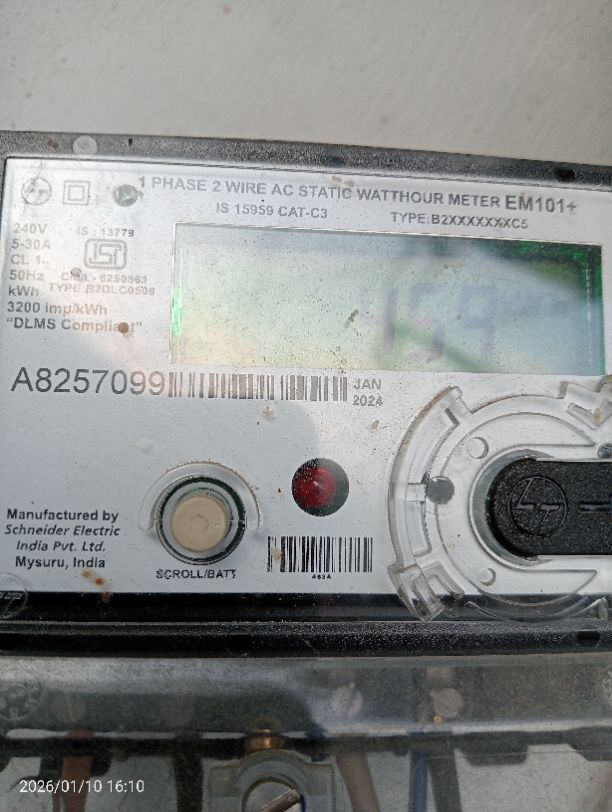 1 PHASE 2 WIRE AC STATIC WATTHOUR METER EM101+
IS 15959 CAT-C3 TYPE:B2XXXXXXXC5
240V IS : 13779
5-30A
CL 1-
50Hz
kWh
3200 imp/kWh
"DLMS Compliant"
A8257099
JAN
2024
459
Manufactured by
Schneider Electric
India Pvt. Ltd.
Mysuru, India
SCROLL/BATT
2026/01/10 16:10